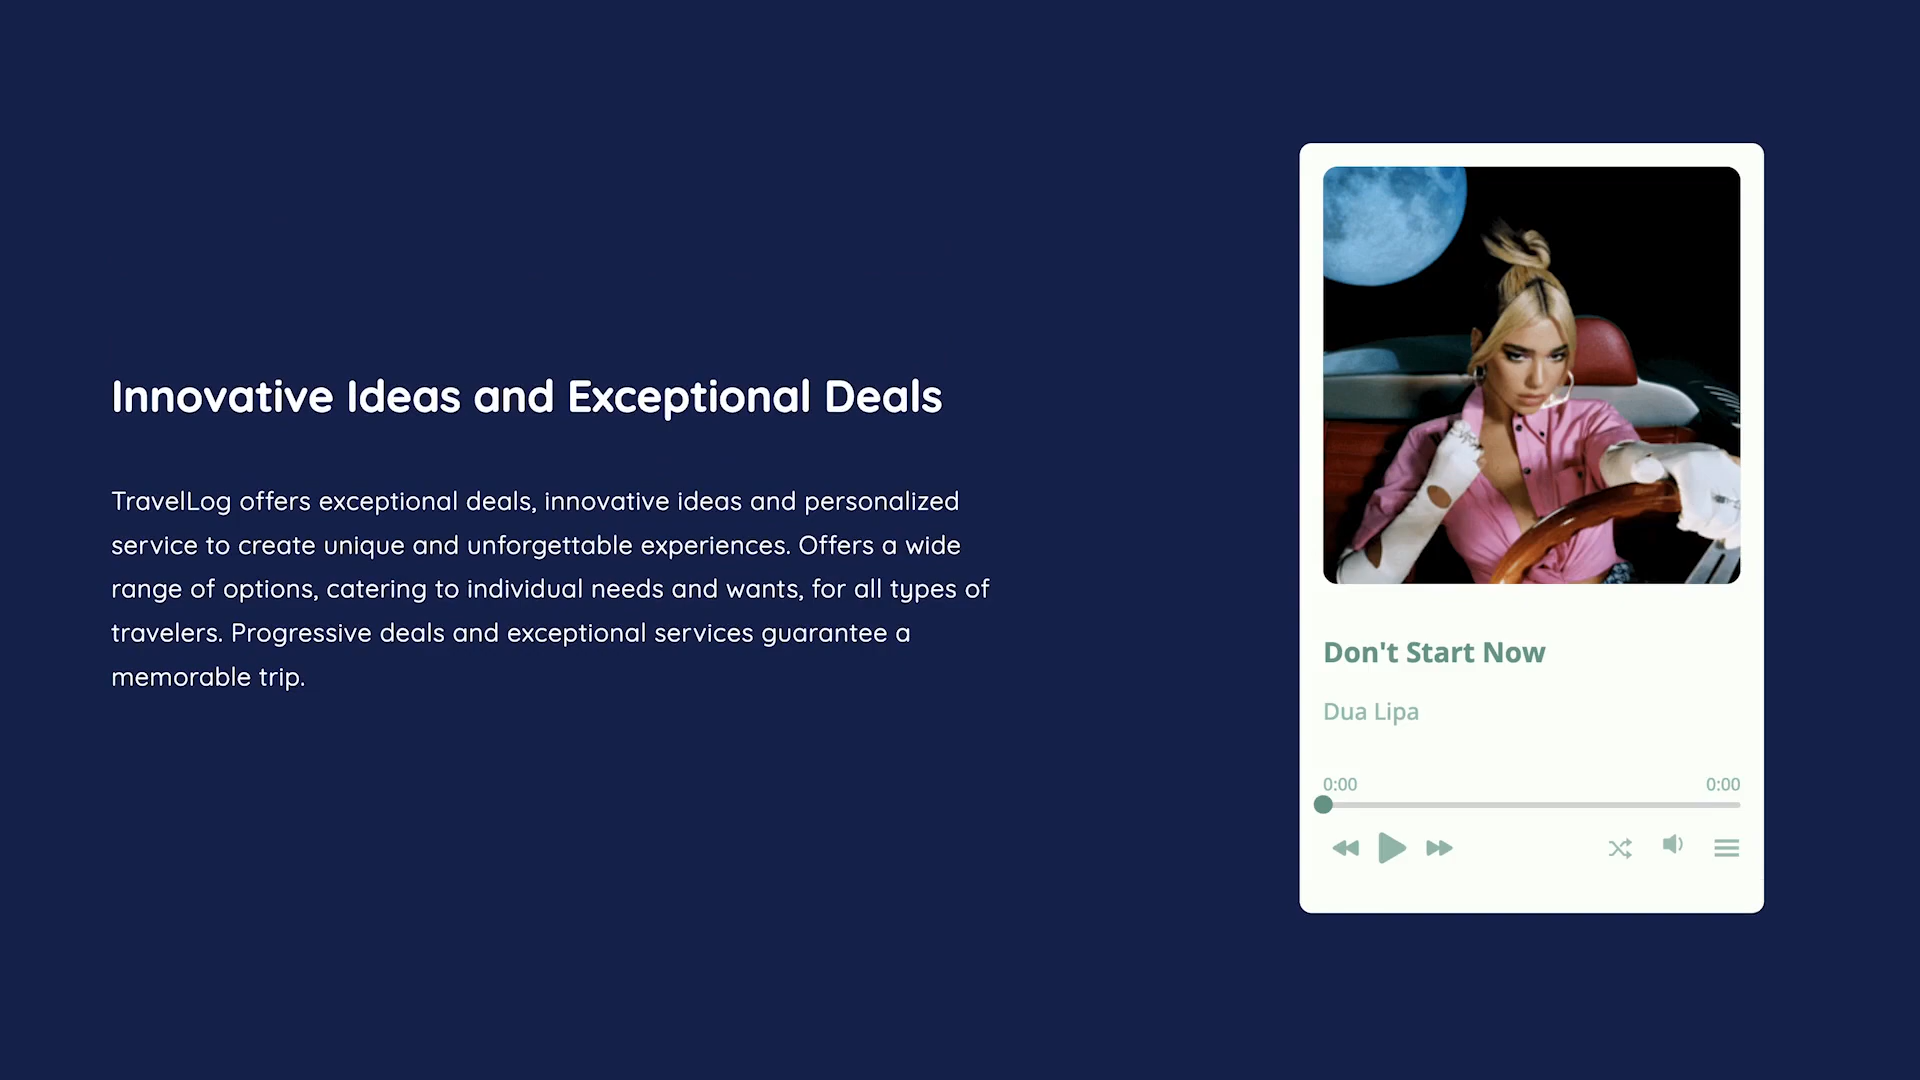 Innovative Ideas and Exceptional Deals
TravelLog offers exceptional deals, innovative ideas and personalized
service to create unique and unforgettable experiences. Offers a wide
range of options, catering to individual needs and wants, for all types of
travelers. Progressive deals and exceptional services guarantee a
memorable trip.
Don't Start Now
Dua Lipa
0:00 0:00